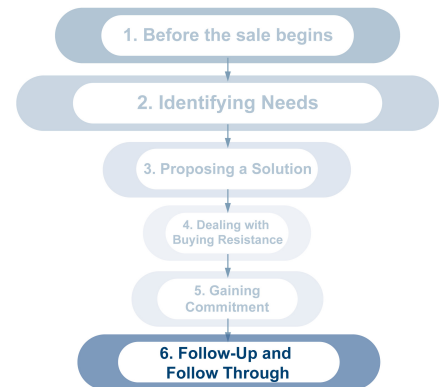 1. Before the sale begins
2. Identifying Needs
3. Proposing a Solution
4. Dealing with
Buying Resistance
5. Gaining
Commitment
6. Follow-Up and
Follow Through